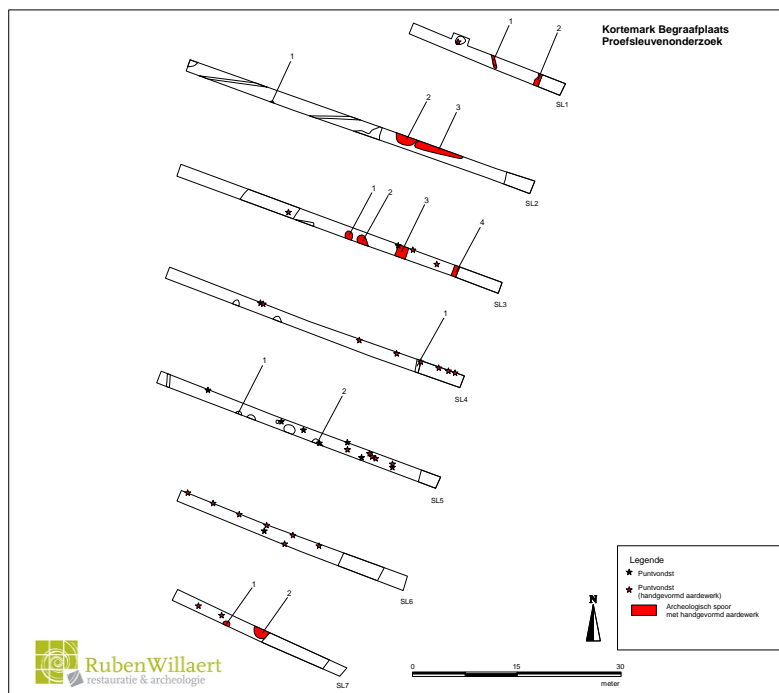 Kortemark Begraafplaats
Proefsleuvenonderzoek
1
2
SL1
1
2
3
SL2
1
2
3
4
SL3
1
SL4
1
2
SL5
SL6
1
2
SL7
Legende
Puntvondst
Puntvondst
(handgevormd aardewerk)
Archeologisch spoor
met handgevormd aardewerk
N
0
15
30
meter
RubenWillaert
restauratie & archeologie